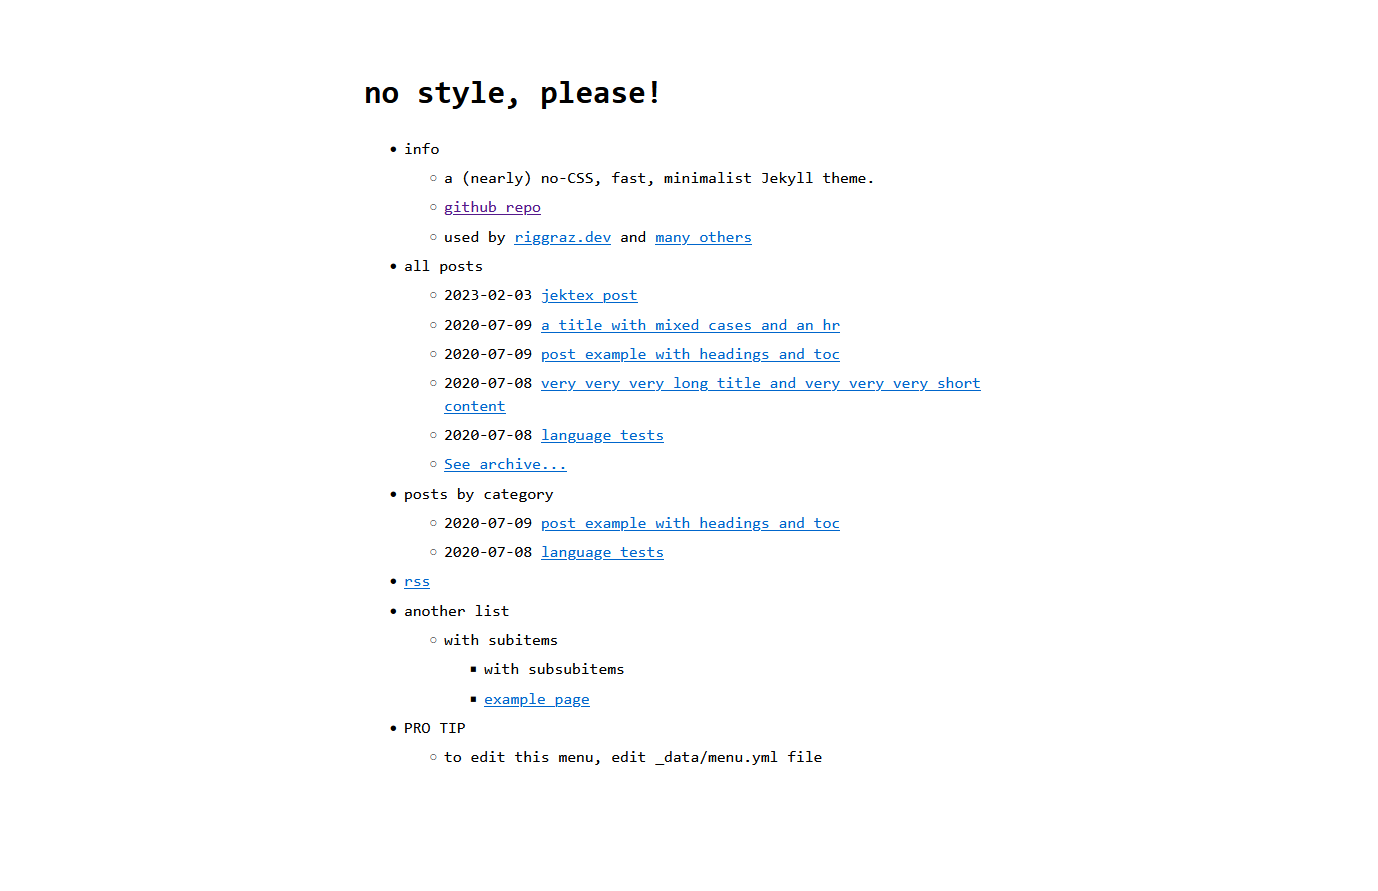 no style, please!
info
a (nearly) no-CSS, fast, minimalist Jekyll theme.
github repo
used by riggraz.dev and many others
all posts
2023-02-03 jektex post
2020-07-09 a title with mixed cases and an hr
2020-07-09 post example with headings and toc
2020-07-08 very very very long title and very very very short
content
2020-07-08 language tests
See archive...
posts by category
2020-07-09 post example with headings and toc
2020-07-08 language tests
rss
another list
with subitems
with subsubitems
example page
PRO TIP
to edit this menu, edit _data/menu.yml file